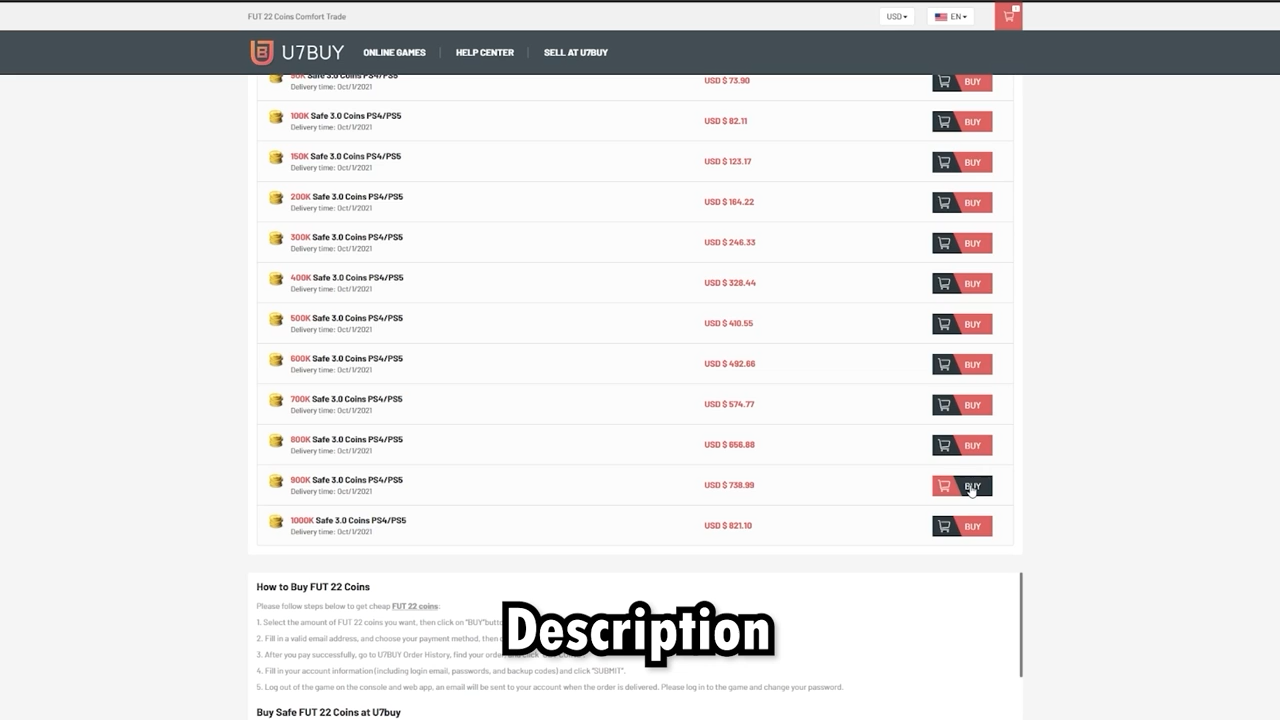 FUT 22 Coins Comfort Trade
USD
EN
1
U7BUY
ONLINE GAMES
HELP CENTER
SELL AT U7BUY
50K Safe 3.0 Coins PS4/PS5
Delivery time: Oct/1/2021
USD $ 73.90
BUY
100K Safe 3.0 Coins PS4/PS5
Delivery time: Oct/1/2021
USD $ 82.11
BUY
150K Safe 3.0 Coins PS4/PS5
Delivery time: Oct/1/2021
USD $ 123.17
BUY
200K Safe 3.0 Coins PS4/PS5
Delivery time: Oct/1/2021
USD $ 164.22
BUY
300K Safe 3.0 Coins PS4/PS5
Delivery time: Oct/1/2021
USD $ 246.33
BUY
400K Safe 3.0 Coins PS4/PS5
Delivery time: Oct/1/2021
USD $ 328.44
BUY
500K Safe 3.0 Coins PS4/PS5
Delivery time: Oct/1/2021
USD $ 410.55
BUY
600K Safe 3.0 Coins PS4/PS5
Delivery time: Oct/1/2021
USD $ 492.66
BUY
700K Safe 3.0 Coins PS4/PS5
Delivery time: Oct/1/2021
USD $ 574.77
BUY
800K Safe 3.0 Coins PS4/PS5
Delivery time: Oct/1/2021
USD $ 656.88
BUY
900K Safe 3.0 Coins PS4/PS5
Delivery time: Oct/1/2021
USD $ 738.99
BUY
1000K Safe 3.0 Coins PS4/PS5
Delivery time: Oct/1/2021
USD $ 821.10
BUY
How to Buy FUT 22 Coins
Please follow steps below to get cheap FUT 22 coins:
1. Select the amount of FUT 22 coins you want, then click on "BUY"
2. Fill in a valid email address, and choose your payment method, then
3. After you pay successfully, go to U7BUY Order History, find your order
4. Fill in your account information (including login email, passwords, and backup codes) and click "SUBMIT".
5. Log out of the game on the console and web app, an email will be sent to your account when the order is delivered. Please log in to the game and change your password.
Description
Buy Safe FUT 22 Coins at U7buy